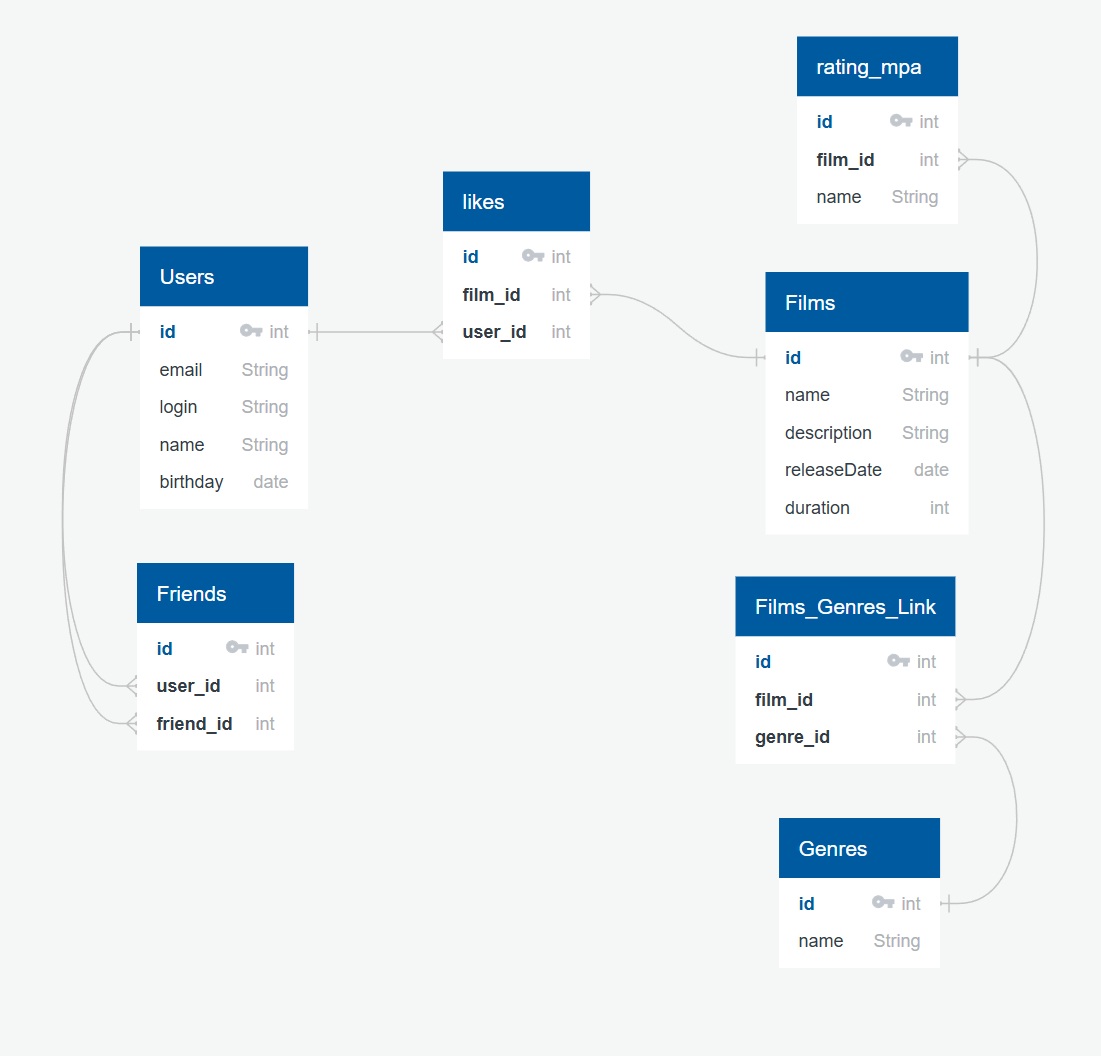 rating_mpa
id int
film_id int
name String
likes
id int
film_id int
user_id int
Users
id int
email String
login String
name String
birthday date
Films
id int
name String
description String
releaseDate date
duration int
Friends
id int
user_id int
friend_id int
Films_Genres_Link
id int
film_id int
genre_id int
Genres
id int
name String